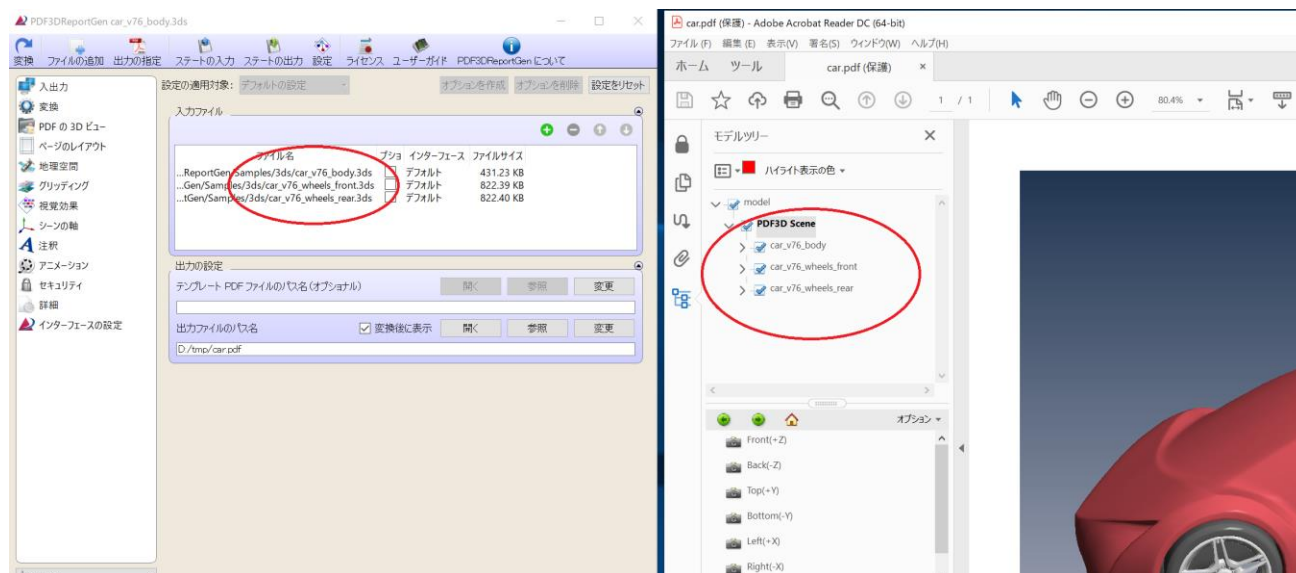 PDF3DReportGen car_v76_body.3ds
変換 ファイルの追加 出力の指定 ステートの入力 ステートの出力 設定 ライセンス ユーザーガイド PDF3DReportGen について
入出力
変換
PDF の 3D ビュー
ページのレイアウト
地理空間
グリッディング
視覚効果
シーンの軸
注釈
アニメーション
セキュリティ
詳細
インターフェースの設定
設定の適用対象: デフォルトの設定 オプションを作成 オプションを削除 設定をリセット
入力ファイル
ファイル名 プショ インターフェース ファイルサイズ
...ReportGen/Samples/3ds/car_v76_body.3ds デフォルト 431.23 KB
...Gen/Samples/3ds/car_v76_wheels_front.3ds デフォルト 822.39 KB
...tGen/Samples/3ds/car_v76_wheels_rear.3ds デフォルト 822.40 KB
出力の設定
テンプレート PDF ファイルのパス名(オプショナル) 開く 参照 変更
出力ファイルのパス名 変換後に表示 開く 参照 変更
D:/tmp/car.pdf
car.pdf (保護) - Adobe Acrobat Reader DC (64-bit)
ファイル(F) 編集(E) 表示(V) 署名(S) ウィンドウ(W) ヘルプ(H)
ホーム ツール car.pdf (保護) ×
1 / 1 80.4%
モデルツリー
ハイライト表示の色
model
PDF3D Scene
car_v76_body
car_v76_wheels_front
car_v76_wheels_rear
オプション
Front(+Z)
Back(-Z)
Top(+Y)
Bottom(-Y)
Left(+X)
Right(-X)